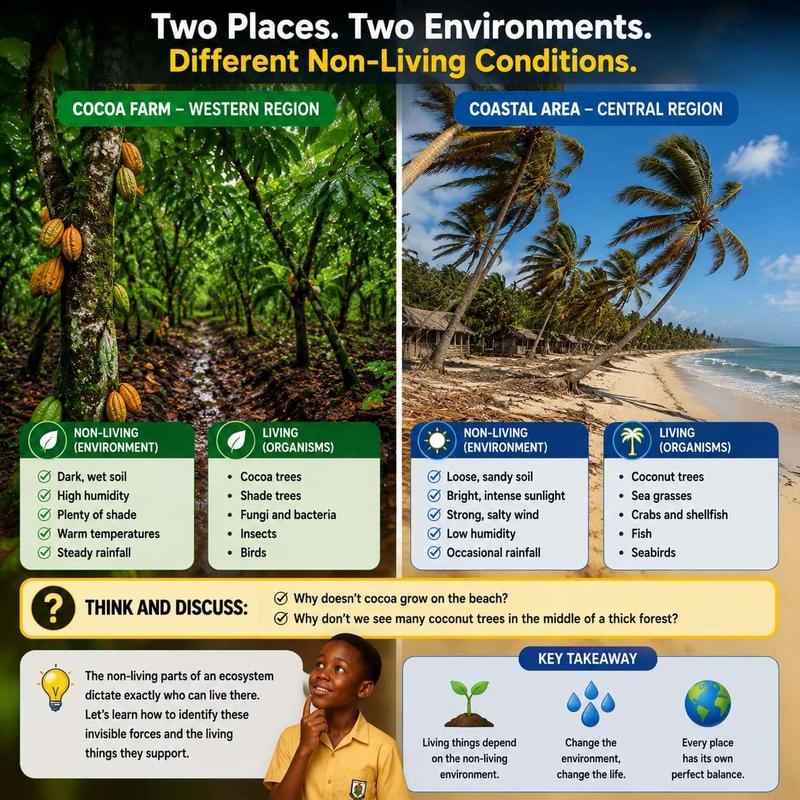 Two Places. Two Environments.
Different Non-Living Conditions.
COCOA FARM – WESTERN REGION
NON-LIVING
(ENVIRONMENT)
Dark, wet soil
High humidity
Plenty of shade
Warm temperatures
Steady rainfall
LIVING
(ORGANISMS)
• Cocoa trees
• Shade trees
• Fungi and bacteria
• Insects
• Birds
COASTAL AREA – CENTRAL REGION
NON-LIVING
(ENVIRONMENT)
Loose, sandy soil
Bright, intense sunlight
Strong, salty wind
Low humidity
Occasional rainfall
LIVING
(ORGANISMS)
• Coconut trees
• Sea grasses
• Crabs and shellfish
• Fish
• Seabirds
?
THINK AND DISCUSS:
Why doesn't cocoa grow on the beach?
Why don't we see many coconut trees in the middle of a thick forest?
The non-living parts of an ecosystem
dictate exactly who can live there.
Let's learn how to identify these
invisible forces and the living
things they support.
KEY TAKEAWAY
Living things depend
on the non-living
environment.
Change the
environment,
change the life.
Every place
has its own
perfect balance.